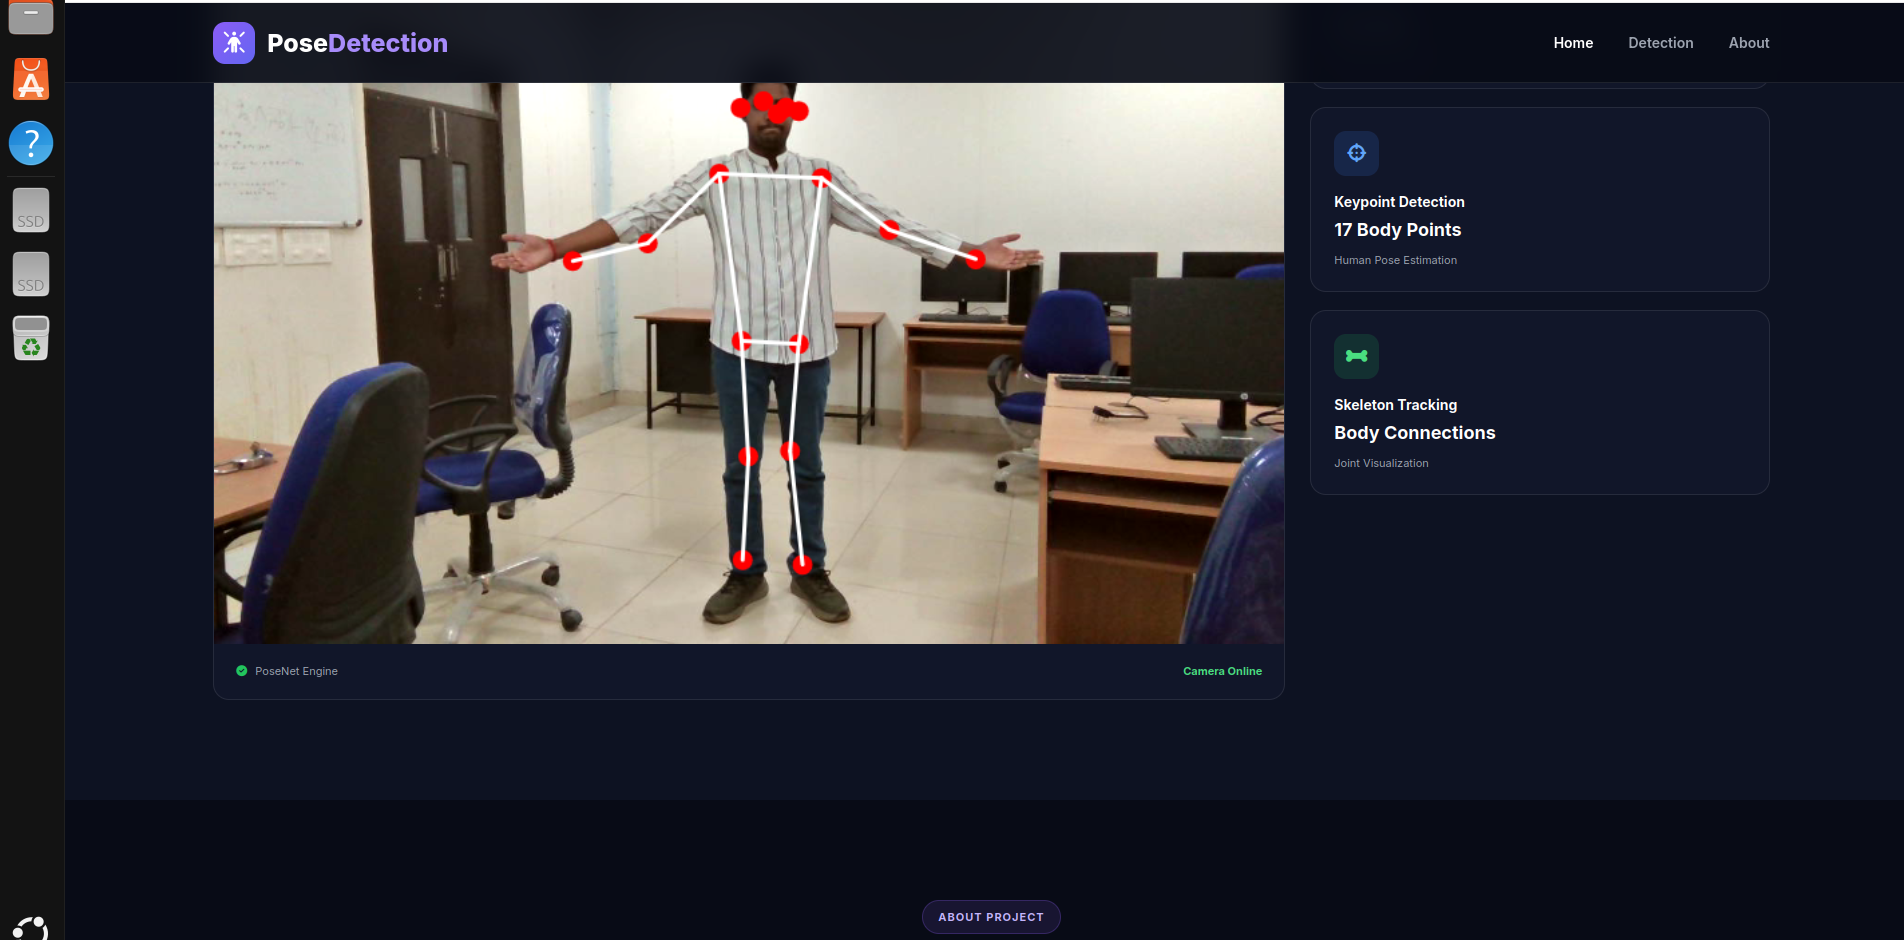 PoseDetection
Home
Detection
About
Keypoint Detection
17 Body Points
Human Pose Estimation
Skeleton Tracking
Body Connections
Joint Visualization
PoseNet Engine
Camera Online
ABOUT PROJECT
SSD
SSD